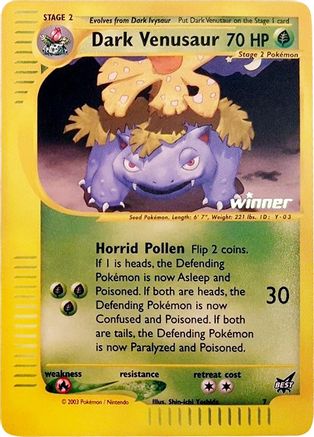 STAGE 2
Evolves from Dark Ivysaur Put Dark Venusaur on the Stage 1 card.
Dark Venusaur 70 HP
Stage 2 Pokémon
winner
Seed Pokémon. Length: 6' 7", Weight: 221 lbs. ID: Y-03
Horrid Pollen Flip 2 coins.
If 1 is heads, the Defending
Pokémon is now Asleep and
Poisoned. If both are heads, the
Defending Pokémon is now
Confused and Poisoned. If both
are tails, the Defending Pokémon
is now Paralyzed and Poisoned.
30
weakness resistance retreat cost
© 2003 Pokémon / Nintendo Illus. Shin-ichi Yoshida 7
BEST